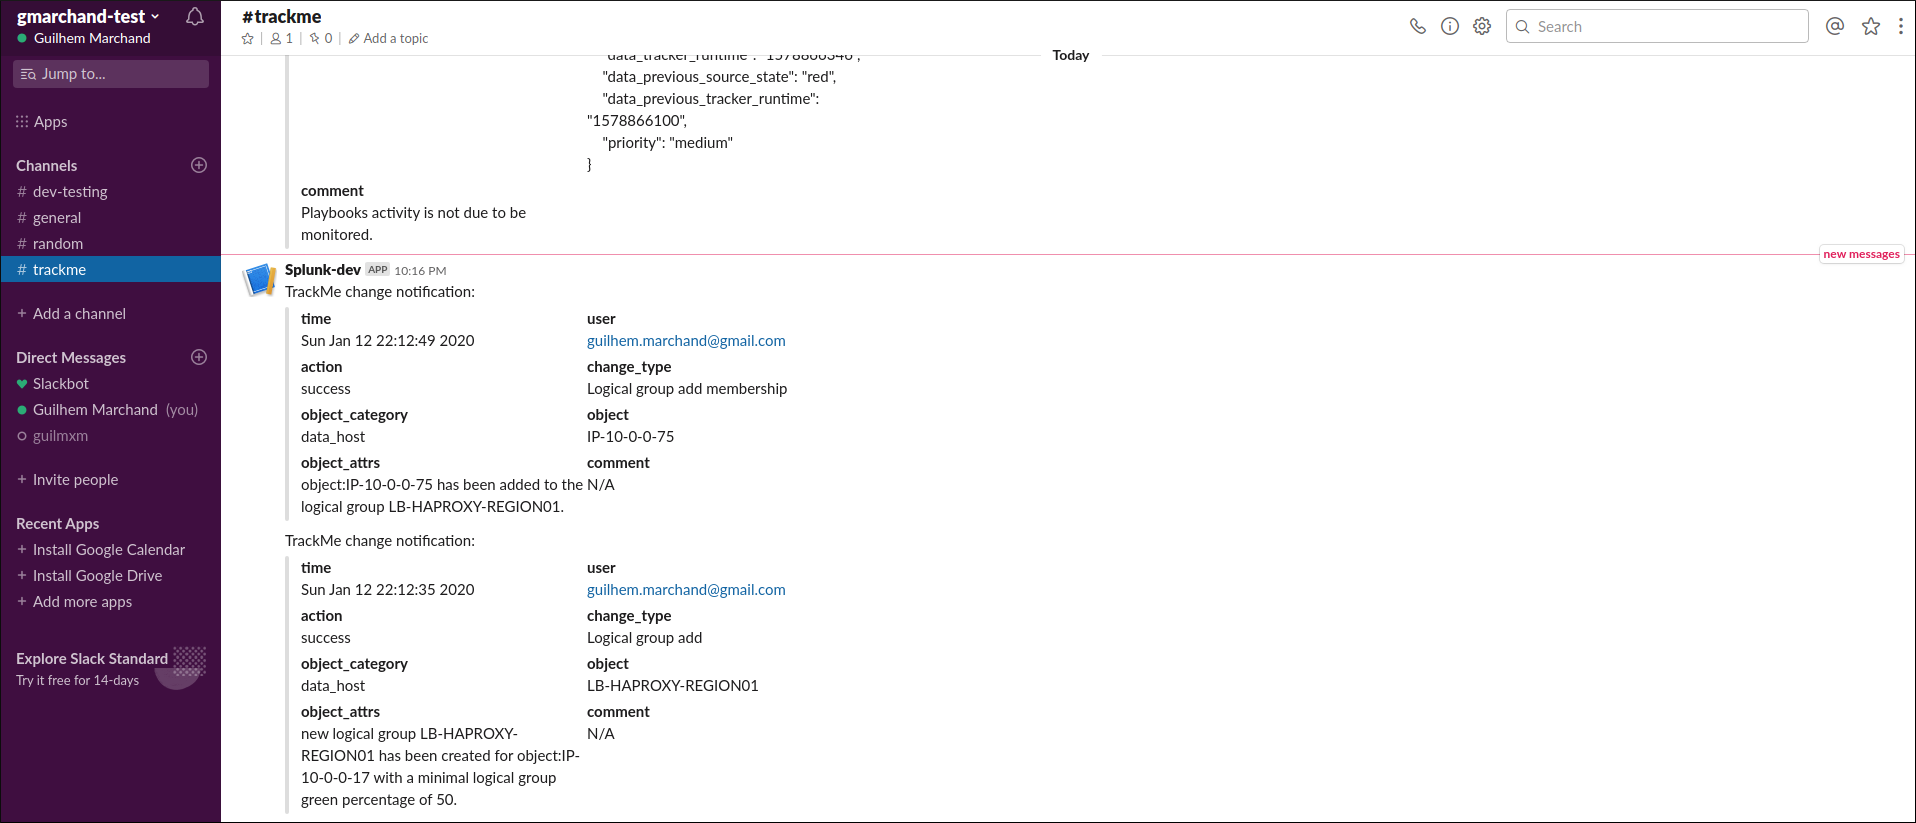 gmarchand-test
Guilhem Marchand
Jump to...
Apps
Channels
# dev-testing
# general
# random
# trackme
+ Add a channel
Direct Messages
Slackbot
Guilhem Marchand (you)
guilmxm
+ Invite people
Recent Apps
+ Install Google Calendar
+ Install Google Drive
+ Add more apps
Explore Slack Standard
Try it free for 14-days
#trackme
1 | 0 | Add a topic
Search
Today
"data_tracker_runtime": "1578866346",
"data_previous_source_state": "red",
"data_previous_tracker_runtime":
"1578866100",
"priority": "medium"
}
comment
Playbooks activity is not due to be
monitored.
new messages
Splunk-dev APP 10:16 PM
TrackMe change notification:
time user
Sun Jan 12 22:12:49 2020 guilhem.marchand@gmail.com
action change_type
success Logical group add membership
object_category object
data_host IP-10-0-0-75
object_attrs comment
object:IP-10-0-0-75 has been added to the N/A
logical group LB-HAPROXY-REGION01.
TrackMe change notification:
time user
Sun Jan 12 22:12:35 2020 guilhem.marchand@gmail.com
action change_type
success Logical group add
object_category object
data_host LB-HAPROXY-REGION01
object_attrs comment
new logical group LB-HAPROXY- N/A
REGION01 has been created for object:IP-
10-0-0-17 with a minimal logical group
green percentage of 50.